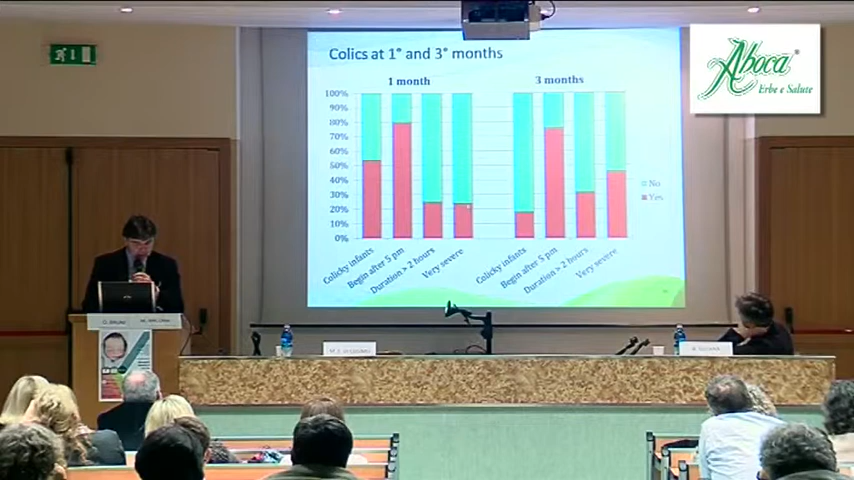 Colics at 1° and 3° months
1 month
3 months
100%
90%
80%
70%
60%
50%
40%
30%
20%
10%
0%
Colicky infants
Begin after 5 pm
Duration > 2 hours
Very severe
Colicky infants
Begin after 5 pm
Duration > 2 hours
Very severe
No
Yes
Aboca®
Erbe e Salute